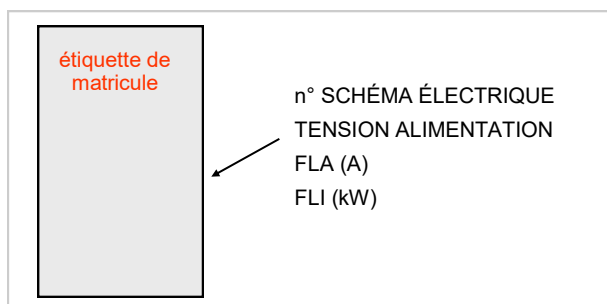 étiquette de
matricule
n° SCHÉMA ÉLECTRIQUE
TENSION ALIMENTATION
FLA (A)
FLI (kW)